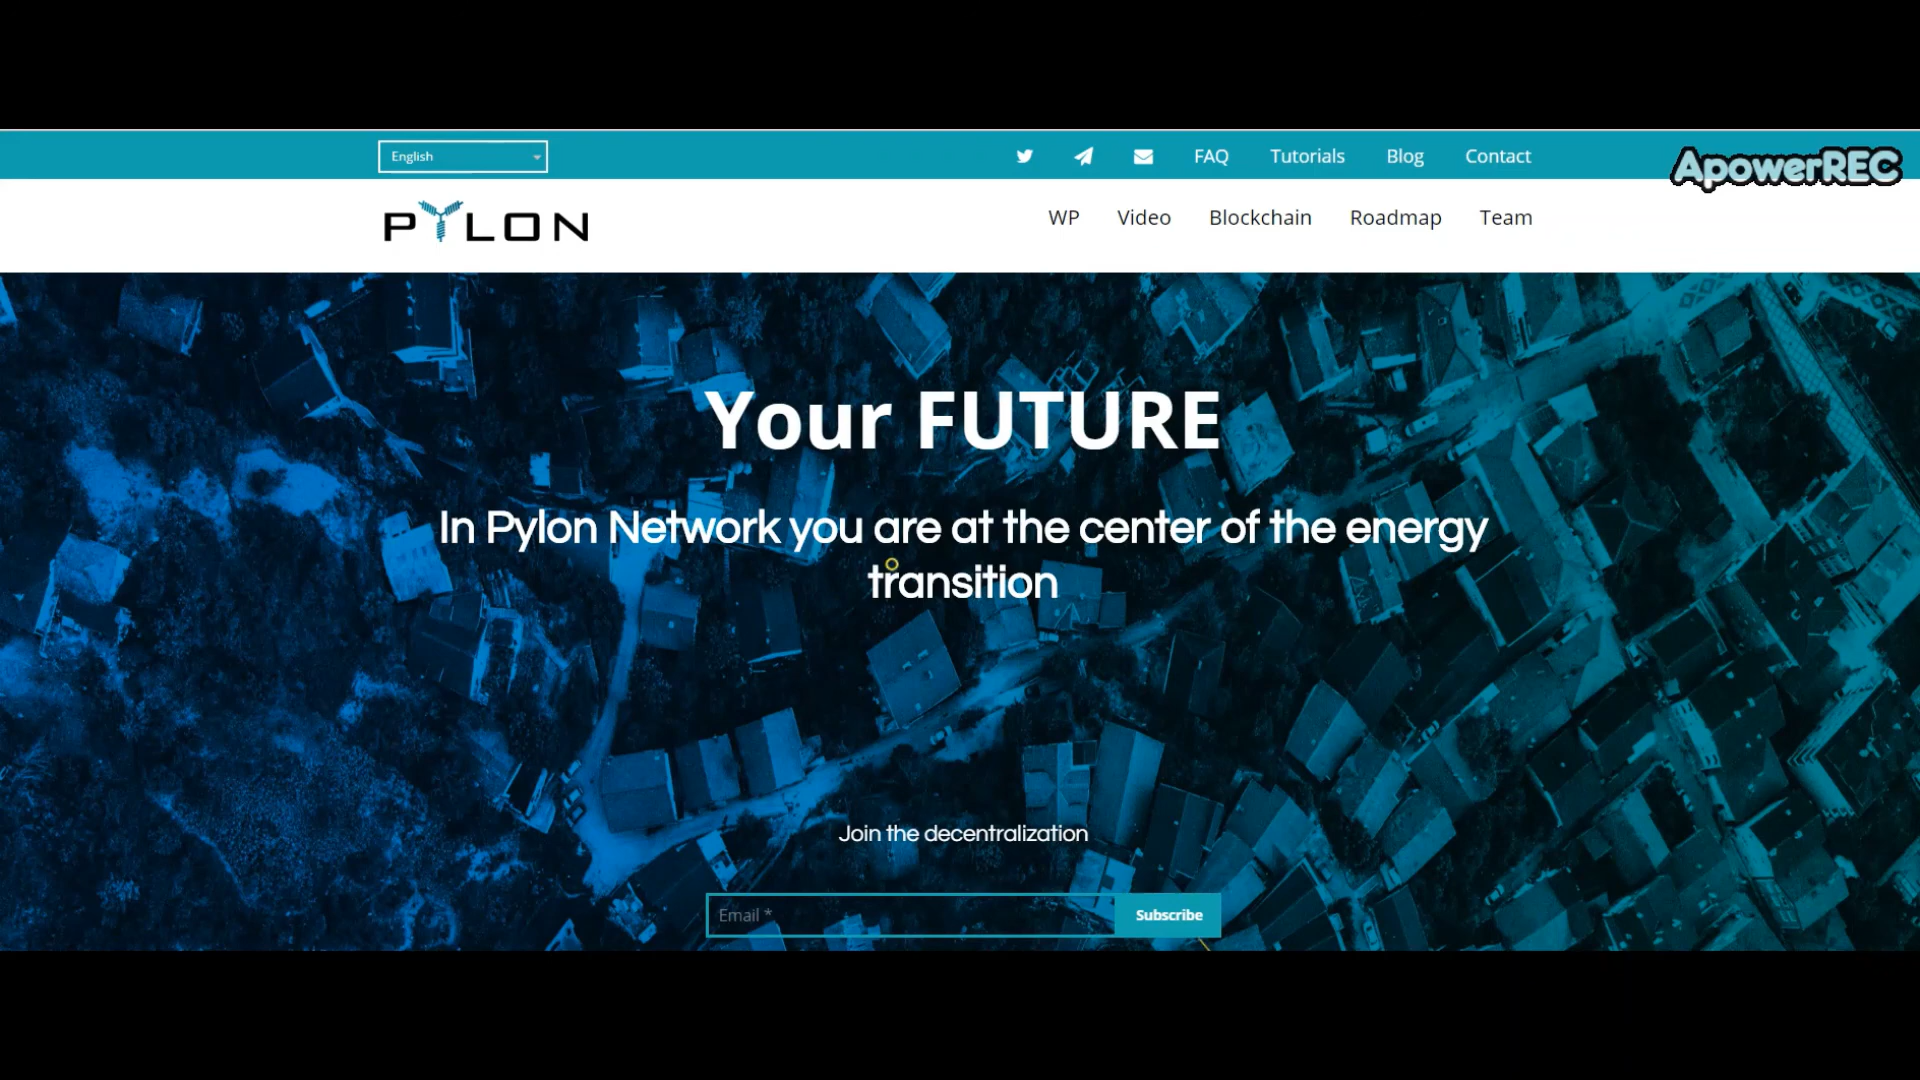 English
FAQ
Tutorials
Blog
Contact
ApowerREC
PYLON
WP
Video
Blockchain
Roadmap
Team
Your FUTURE
In Pylon Network you are at the center of the energy
transition
Join the decentralization
Email *
Subscribe